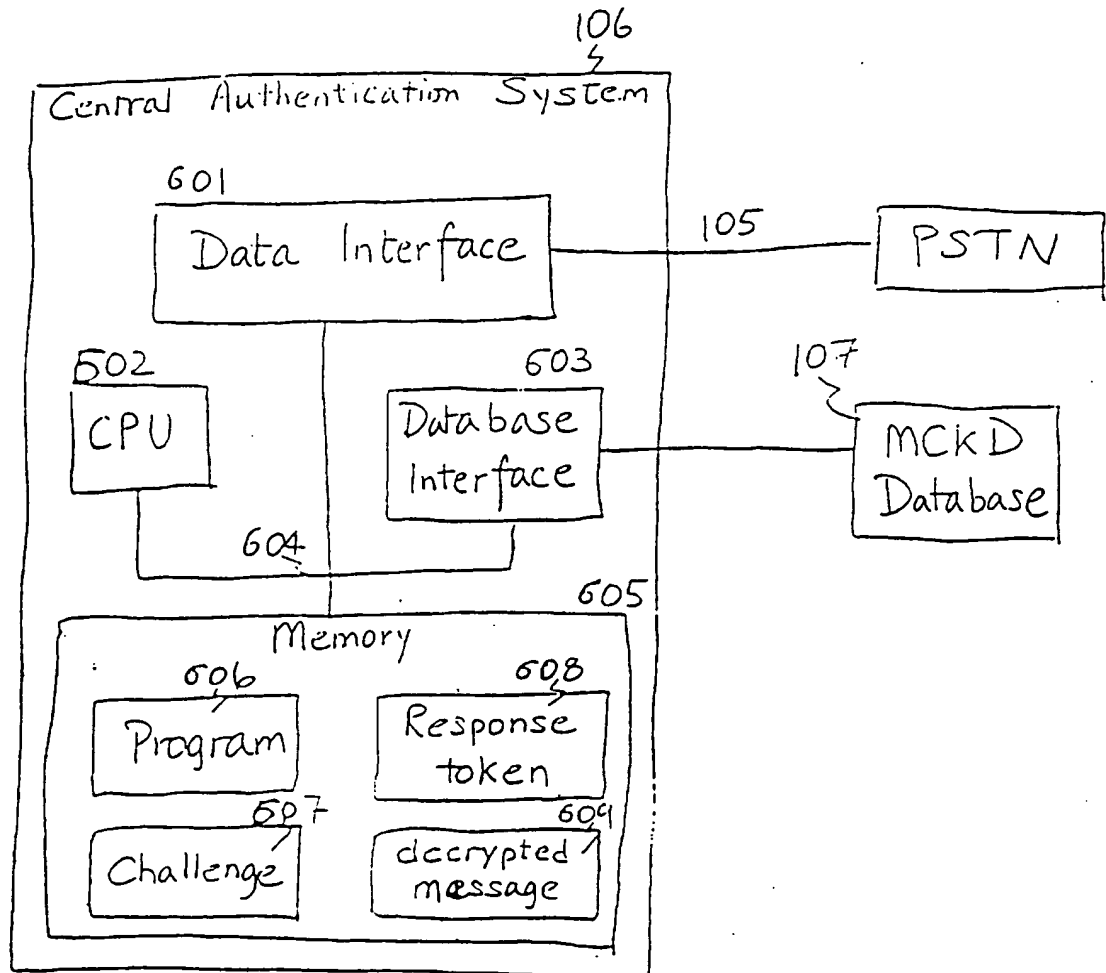 106
Central Authentication System
601
Data Interface
105
PSTN
602
CPU
603
Database
Interface
107
MCKD
Database
604
605
Memory
606
Program
608
Response
token
607
Challenge
609
decrypted
message